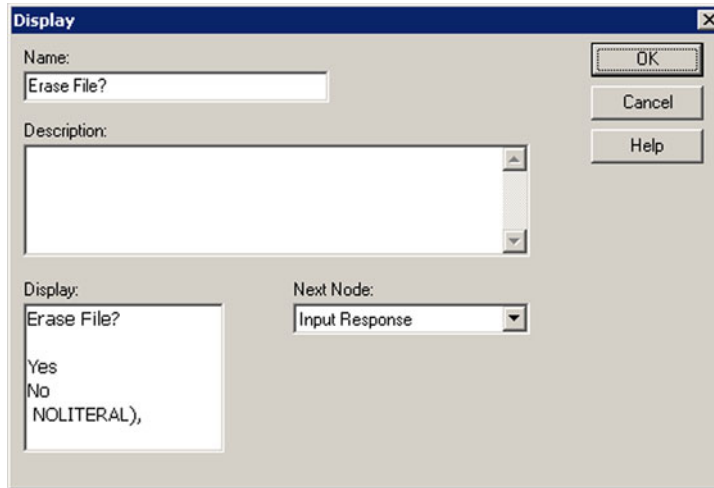 Display
Name:
OK
Erase File?
Cancel
Description:
Help
Display:
Next Node:
Erase File?
Input Response
Yes
No
NOLITERAL),